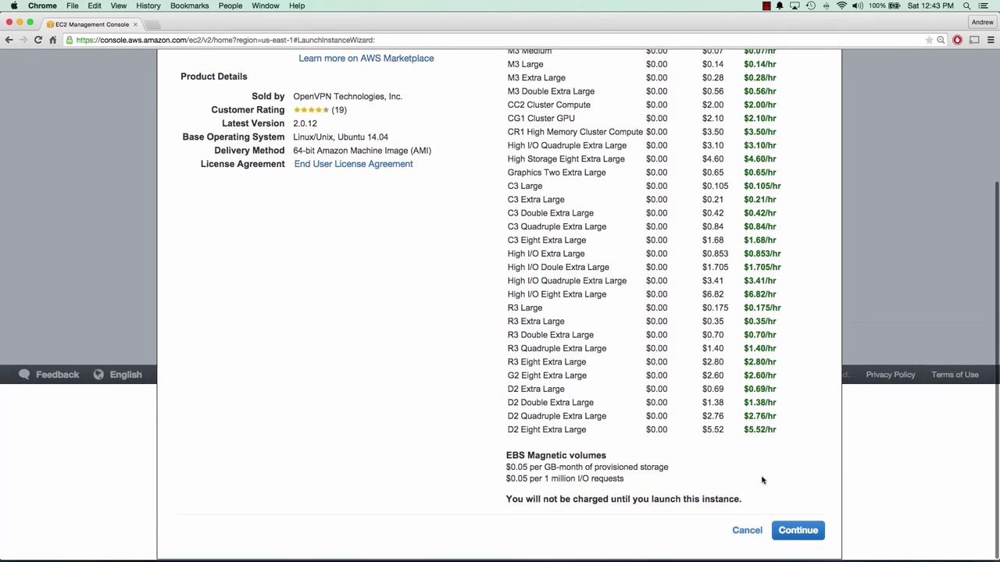 Chrome File Edit View History Bookmarks People Window Help 100% Sat 12:43 PM
EC2 Management Console Andrew
https://console.aws.amazon.com/ec2/v2/home?region=us-east-1#LaunchInstanceWizard:
Learn more on AWS Marketplace
Product Details
Sold by OpenVPN Technologies, Inc.
Customer Rating (19)
Latest Version 2.0.12
Base Operating System Linux/Unix, Ubuntu 14.04
Delivery Method 64-bit Amazon Machine Image (AMI)
License Agreement End User License Agreement
M3 Medium $0.00 $0.07 $0.07/hr
M3 Large $0.00 $0.14 $0.14/hr
M3 Extra Large $0.00 $0.28 $0.28/hr
M3 Double Extra Large $0.00 $0.56 $0.56/hr
CC2 Cluster Compute $0.00 $2.00 $2.00/hr
CG1 Cluster GPU $0.00 $2.10 $2.10/hr
CR1 High Memory Cluster Compute $0.00 $3.50 $3.50/hr
High I/O Quadruple Extra Large $0.00 $3.10 $3.10/hr
High Storage Eight Extra Large $0.00 $4.60 $4.60/hr
Graphics Two Extra Large $0.00 $0.65 $0.65/hr
C3 Large $0.00 $0.105 $0.105/hr
C3 Extra Large $0.00 $0.21 $0.21/hr
C3 Double Extra Large $0.00 $0.42 $0.42/hr
C3 Quadruple Extra Large $0.00 $0.84 $0.84/hr
C3 Eight Extra Large $0.00 $1.68 $1.68/hr
High I/O Extra Large $0.00 $0.853 $0.853/hr
High I/O Doule Extra Large $0.00 $1.705 $1.705/hr
High I/O Quadruple Extra Large $0.00 $3.41 $3.41/hr
High I/O Eight Extra Large $0.00 $6.82 $6.82/hr
R3 Large $0.00 $0.175 $0.175/hr
R3 Extra Large $0.00 $0.35 $0.35/hr
R3 Double Extra Large $0.00 $0.70 $0.70/hr
R3 Quadruple Extra Large $0.00 $1.40 $1.40/hr
R3 Eight Extra Large $0.00 $2.80 $2.80/hr
G2 Eight Extra Large $0.00 $2.60 $2.60/hr
D2 Extra Large $0.00 $0.69 $0.69/hr
D2 Double Extra Large $0.00 $1.38 $1.38/hr
D2 Quadruple Extra Large $0.00 $2.76 $2.76/hr
D2 Eight Extra Large $0.00 $5.52 $5.52/hr
EBS Magnetic volumes
$0.05 per GB-month of provisioned storage
$0.05 per 1 million I/O requests
You will not be charged until you launch this instance.
Cancel Continue
Feedback English d. Privacy Policy Terms of Use